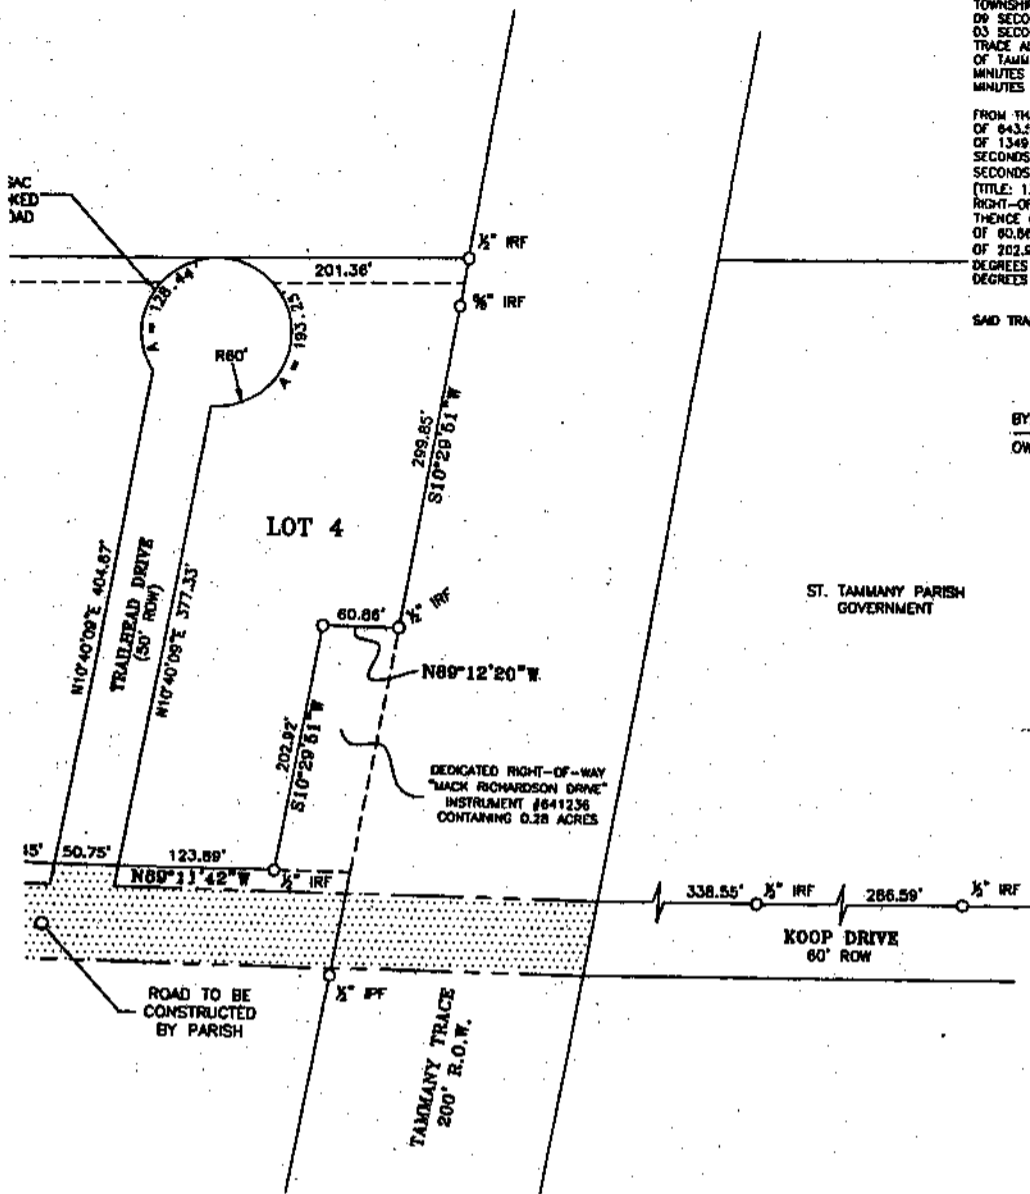 TOWNSHIP
09 SECO
03 SECO
TRACE A
OF TAMM
MINUTES
MINUTES
FROM TH
OF 643.
OF 1349
SECONDS
SECONDS
[TITLE: 1
RIGHT-OF
THENCE
OF 60.86
OF 202.9
DEGREES
DEGREES
SAID TRA
BY
OW
SAC
KED
OAD
½" IRF
201.36'
⅝" IRF
A = 128.44'
A = 193.25'
R60'
299.85'
S10°29'51"W
LOT 4
N10°40'09"E 404.67'
TRAILHEAD DRIVE
(50' ROW)
N10°40'09"E 377.33'
60.86'
½" IRF
N89°12'20"W
ST. TAMMANY PARISH
GOVERNMENT
202.92'
S10°29'51"W
DEDICATED RIGHT-OF-WAY
"MACK RICHARDSON DRIVE"
INSTRUMENT #641236
CONTAINING 0.28 ACRES
15'
50.75'
123.89'
N89°11'42"W
½" IRF
338.55'
½" IRF
286.59'
½" IRF
KOOP DRIVE
60' ROW
½" IPF
ROAD TO BE
CONSTRUCTED
BY PARISH
TAMMANY TRACE
200' R.O.W.